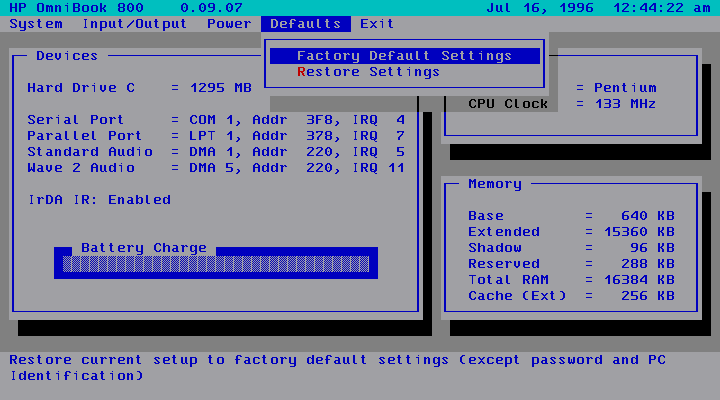 HP OmniBook 800    0.09.07    Jul 16, 1996  12:44:22 am
System  Input/Output  Power  Defaults  Exit
Factory Default Settings
Restore Settings
Devices
Hard Drive C    = 1295 MB
Serial Port     = COM 1, Addr  3F8, IRQ  4
Parallel Port   = LPT 1, Addr  378, IRQ  7
Standard Audio  = DMA 1, Addr  220, IRQ  5
Wave 2 Audio    = DMA 5, Addr  220, IRQ 11
IrDA IR: Enabled
Battery Charge
= Pentium
CPU Clock   = 133 MHz
Memory
Base         =    640 KB
Extended     =  15360 KB
Shadow       =     96 KB
Reserved     =    288 KB
Total RAM    =  16384 KB
Cache (Ext)  =    256 KB
Restore current setup to factory default settings (except password and PC
Identification)